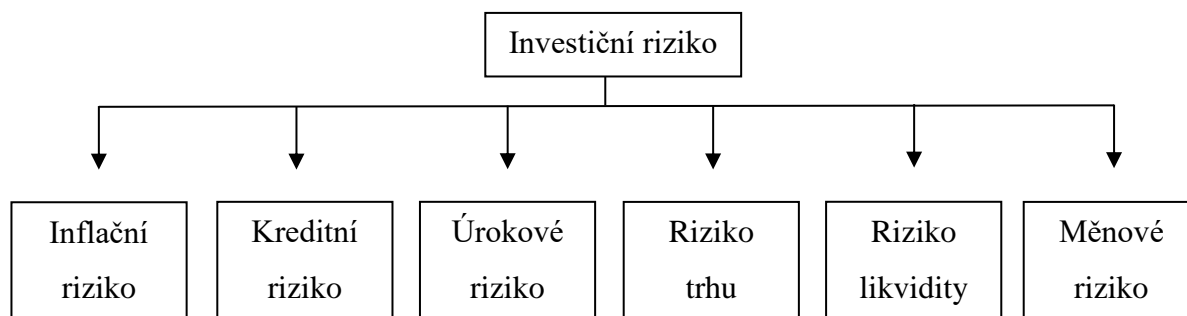 Investiční riziko
Inflační
riziko
Kreditní
riziko
Úrokové
riziko
Riziko
trhu
Riziko
likvidity
Měnové
riziko